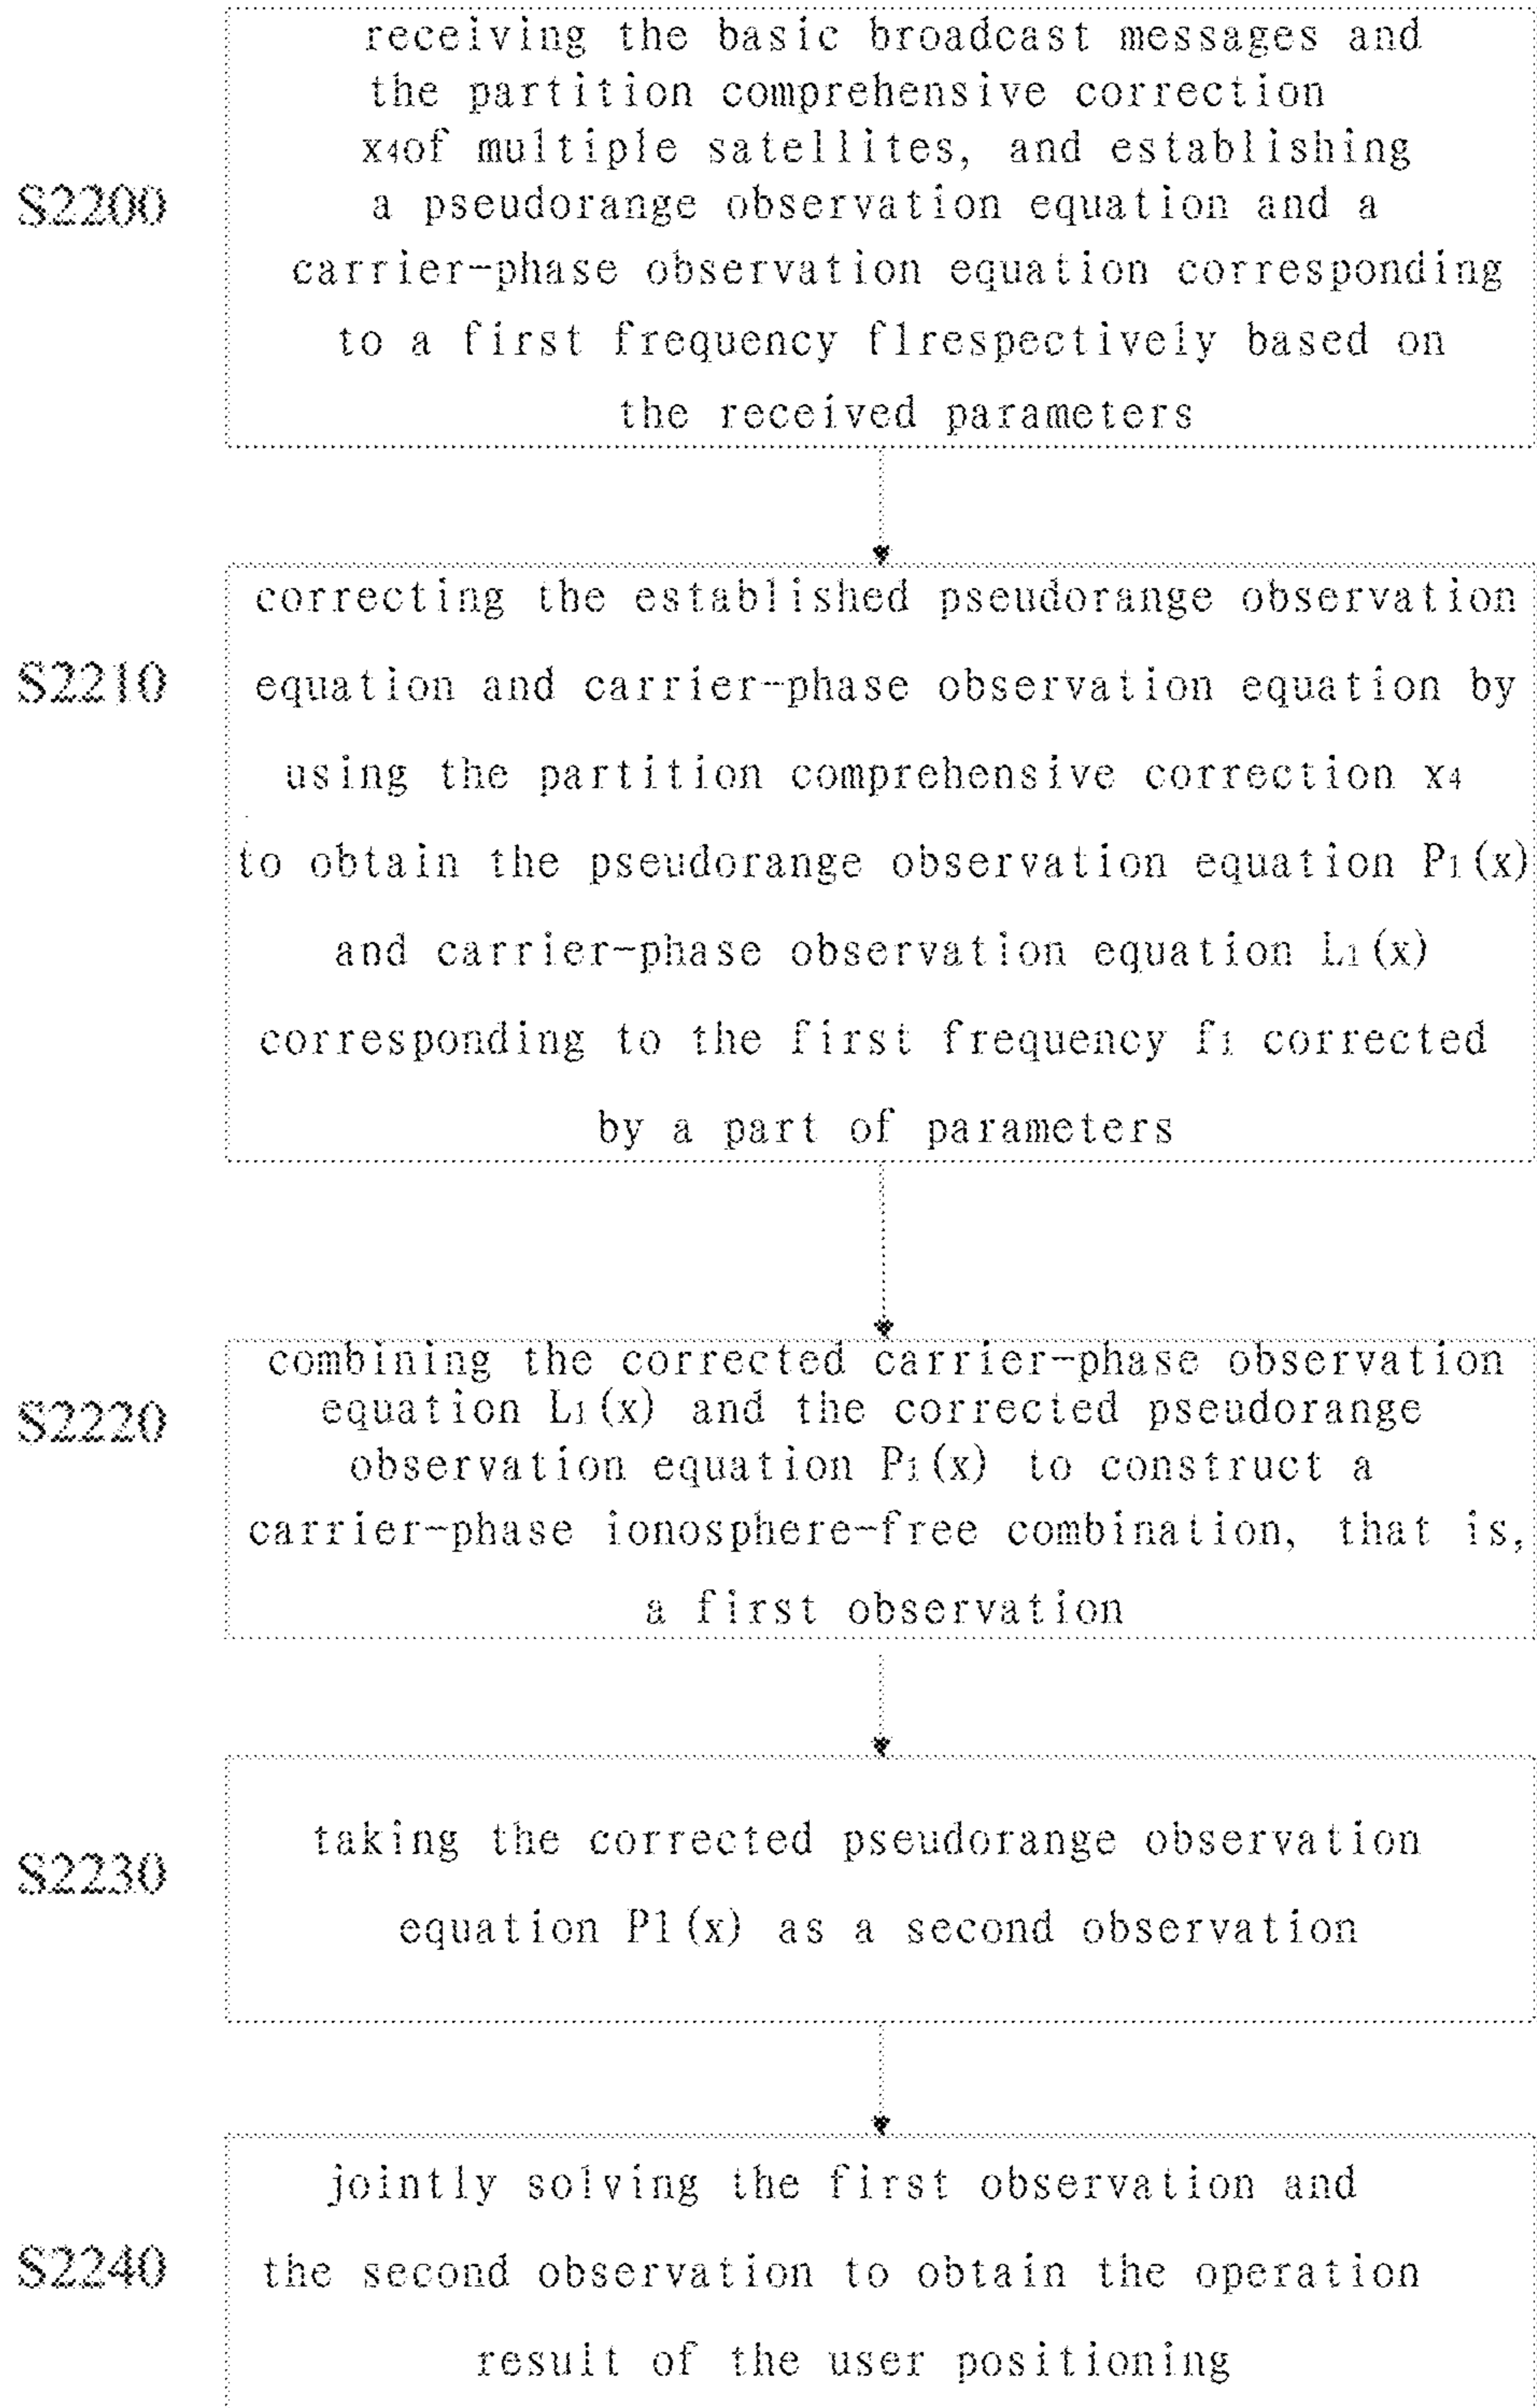 receiving the basic broadcast messages and
the partition comprehensive correction
x4of multiple satellites, and establishing
S2200
a pseudorange observation equation and a
carrier-phase observation equation corresponding
to a first frequency f1respectively based on
the received parameters
correcting the established pseudorange observation
S2210
equation and carrier-phase observation equation by
using the partition comprehensive correction x4
to obtain the pseudorange observation equation P1(x)
and carrier-phase observation equation L1(x)
corresponding to the first frequency f1 corrected
by a part of parameters
combining the corrected carrier-phase observation
S2220
equation L1(x) and the corrected pseudorange
observation equation P1(x) to construct a
carrier-phase ionosphere-free combination, that is,
a first observation
taking the corrected pseudorange observation
S2230
equation P1(x) as a second observation
jointly solving the first observation and
S2240
the second observation to obtain the operation
result of the user positioning